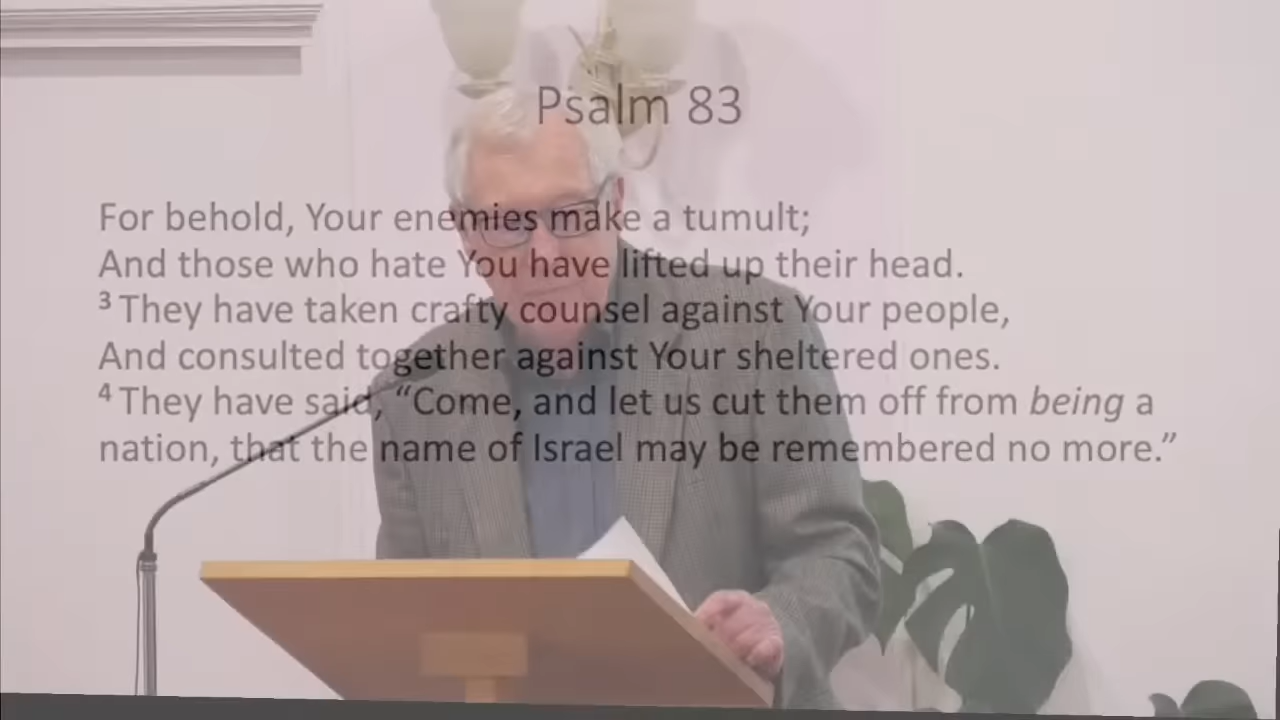 Psalm 83
For behold, Your enemies make a tumult;
And those who hate You have lifted up their head.
³ They have taken crafty counsel against Your people,
And consulted together against Your sheltered ones.
⁴ They have said, “Come, and let us cut them off from being a
nation, that the name of Israel may be remembered no more.”